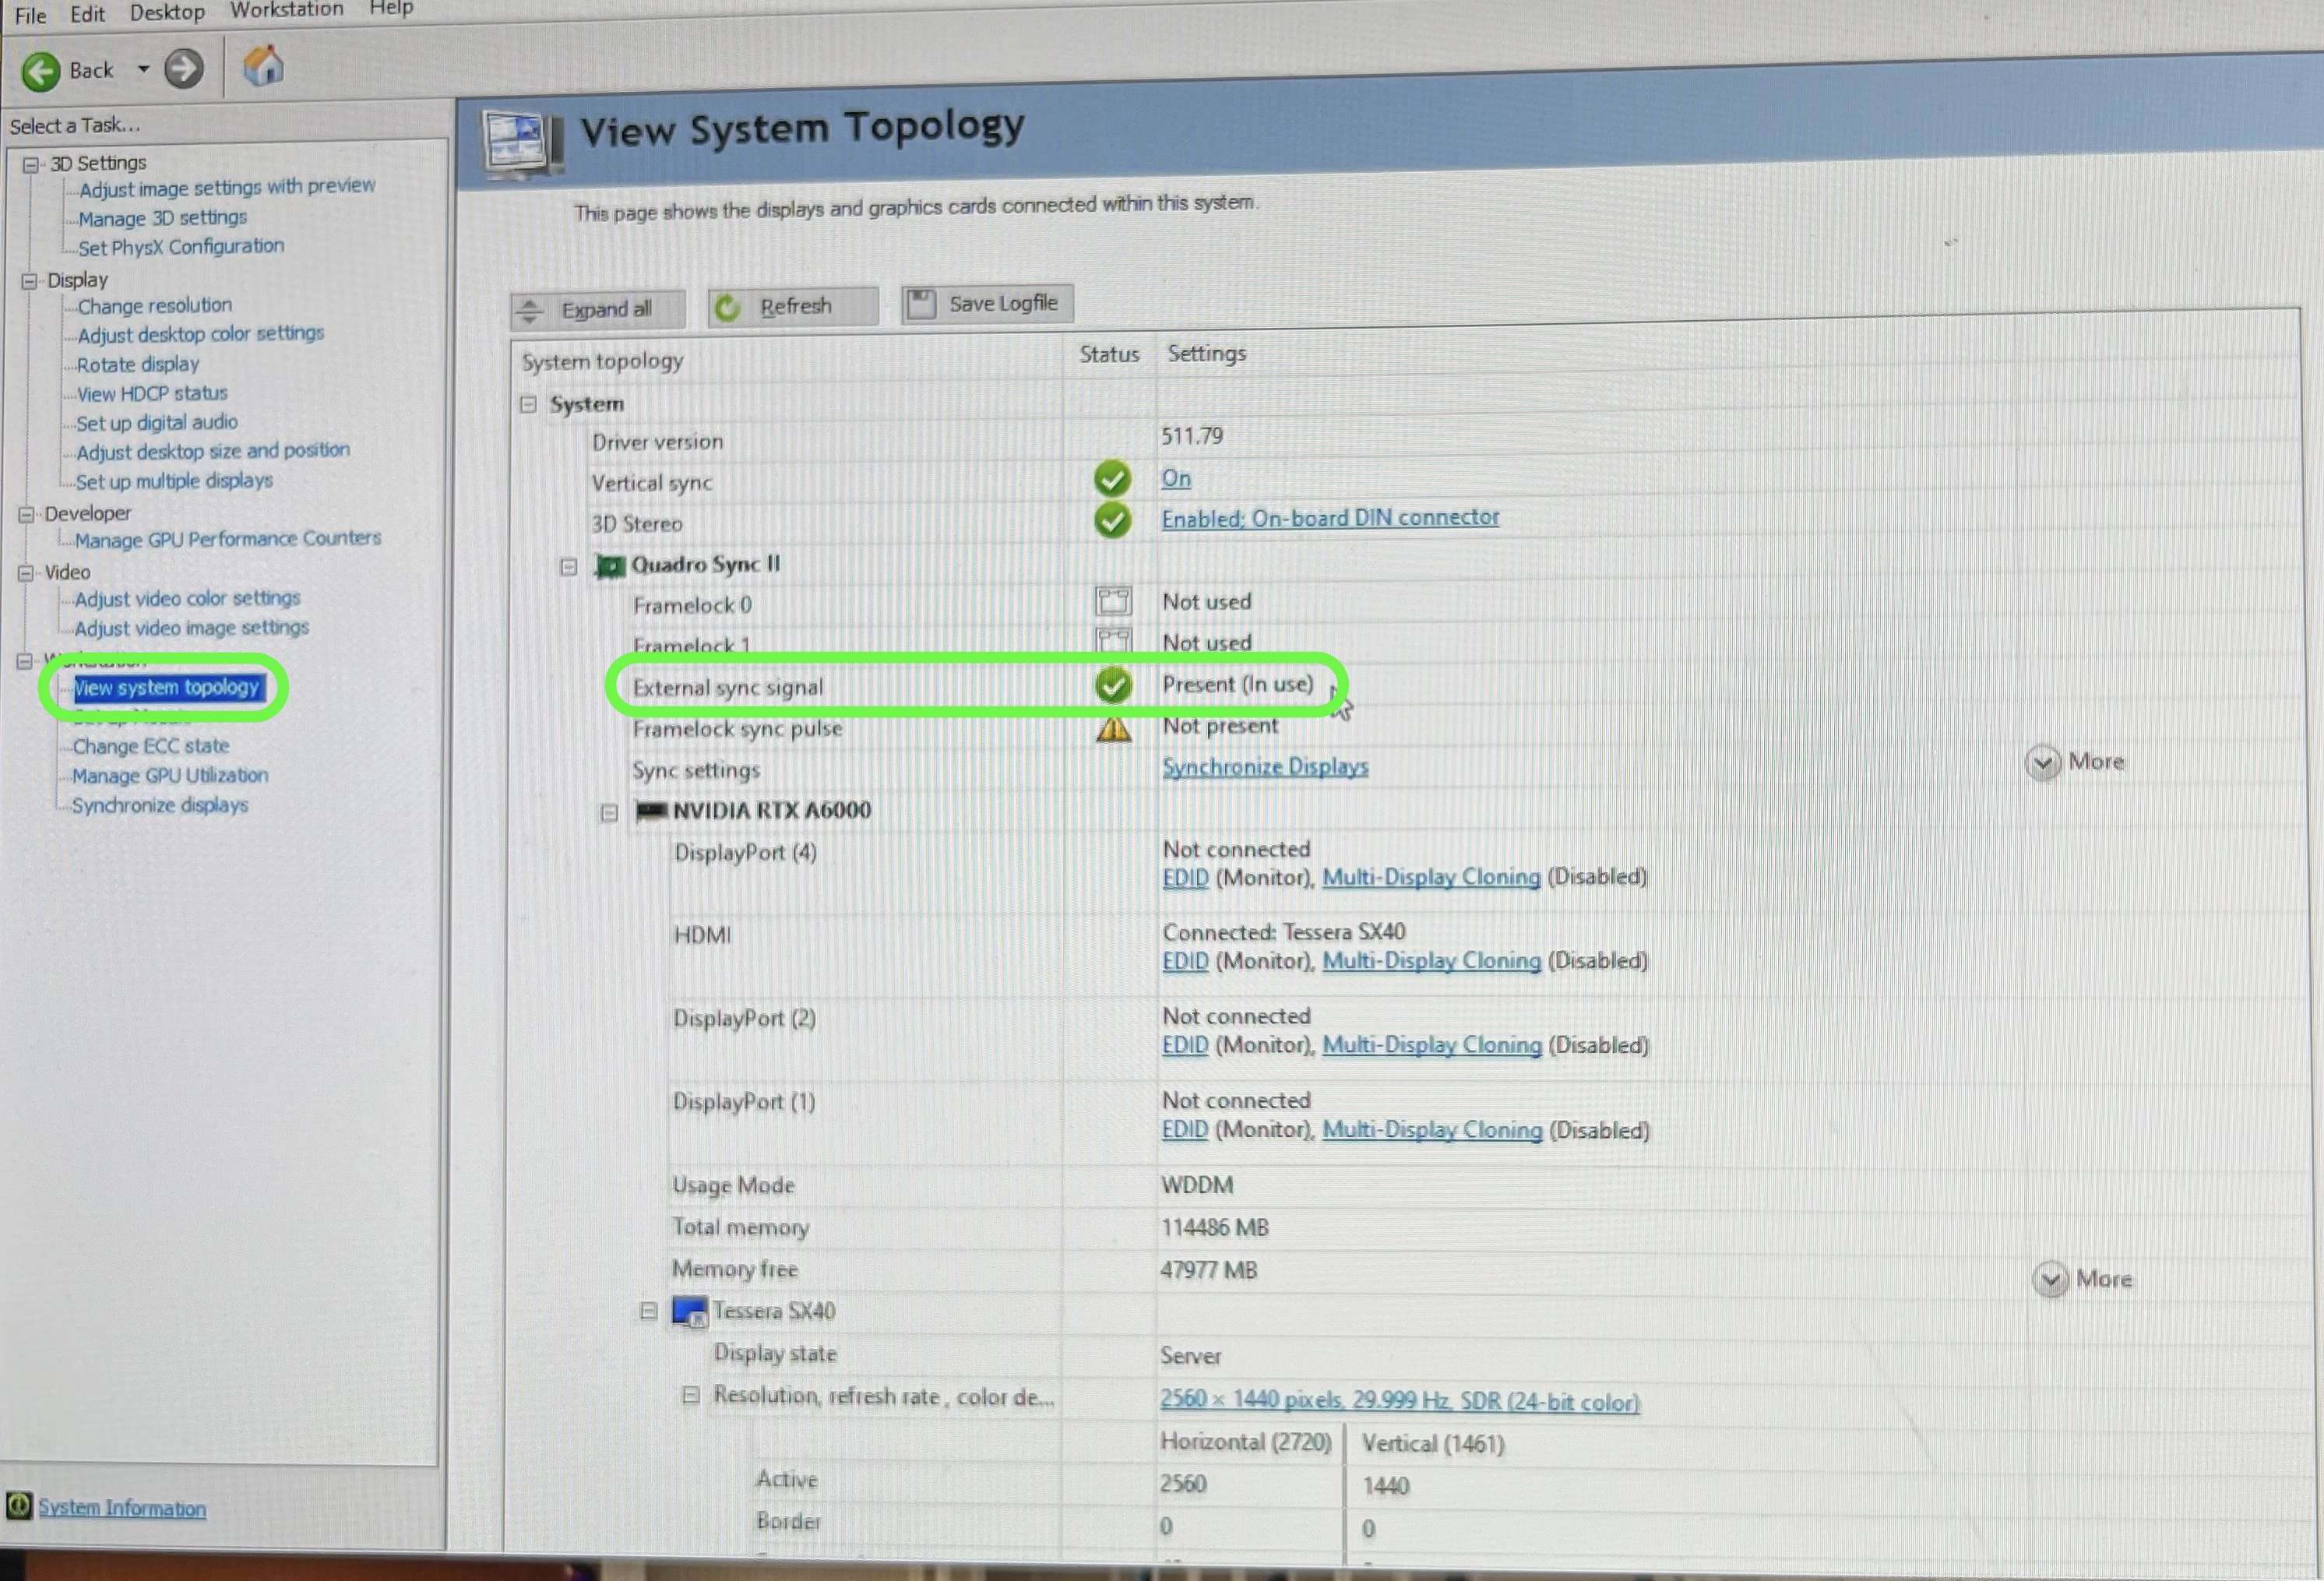 File Edit Desktop Workstation Help
Back
Select a Task...
3D Settings
Adjust image settings with preview
Manage 3D settings
Set PhysX Configuration
Display
Change resolution
Adjust desktop color settings
Rotate display
View HDCP status
Set up digital audio
Adjust desktop size and position
Set up multiple displays
Developer
Manage GPU Performance Counters
Video
Adjust video color settings
Adjust video image settings
Workstation
View system topology
Set up Mosaic
Change ECC state
Manage GPU Utilization
Synchronize displays
System Information
View System Topology
This page shows the displays and graphics cards connected within this system.
Expand all Refresh Save Logfile
System topology Status Settings
System
Driver version 511.79
Vertical sync On
3D Stereo Enabled; On-board DIN connector
Quadro Sync II
Framelock 0 Not used
Framelock 1 Not used
External sync signal Present (In use)
Framelock sync pulse Not present
Sync settings Synchronize Displays More
NVIDIA RTX A6000
DisplayPort (4) Not connected
EDID (Monitor), Multi-Display Cloning (Disabled)
HDMI Connected: Tessera SX40
EDID (Monitor), Multi-Display Cloning (Disabled)
DisplayPort (2) Not connected
EDID (Monitor), Multi-Display Cloning (Disabled)
DisplayPort (1) Not connected
EDID (Monitor), Multi-Display Cloning (Disabled)
Usage Mode WDDM
Total memory 114486 MB
Memory free 47977 MB More
Tessera SX40
Display state Server
Resolution, refresh rate , color de... 2560 × 1440 pixels, 29.999 Hz, SDR (24-bit color)
Horizontal (2720) Vertical (1461)
Active 2560 1440
Border 0 0